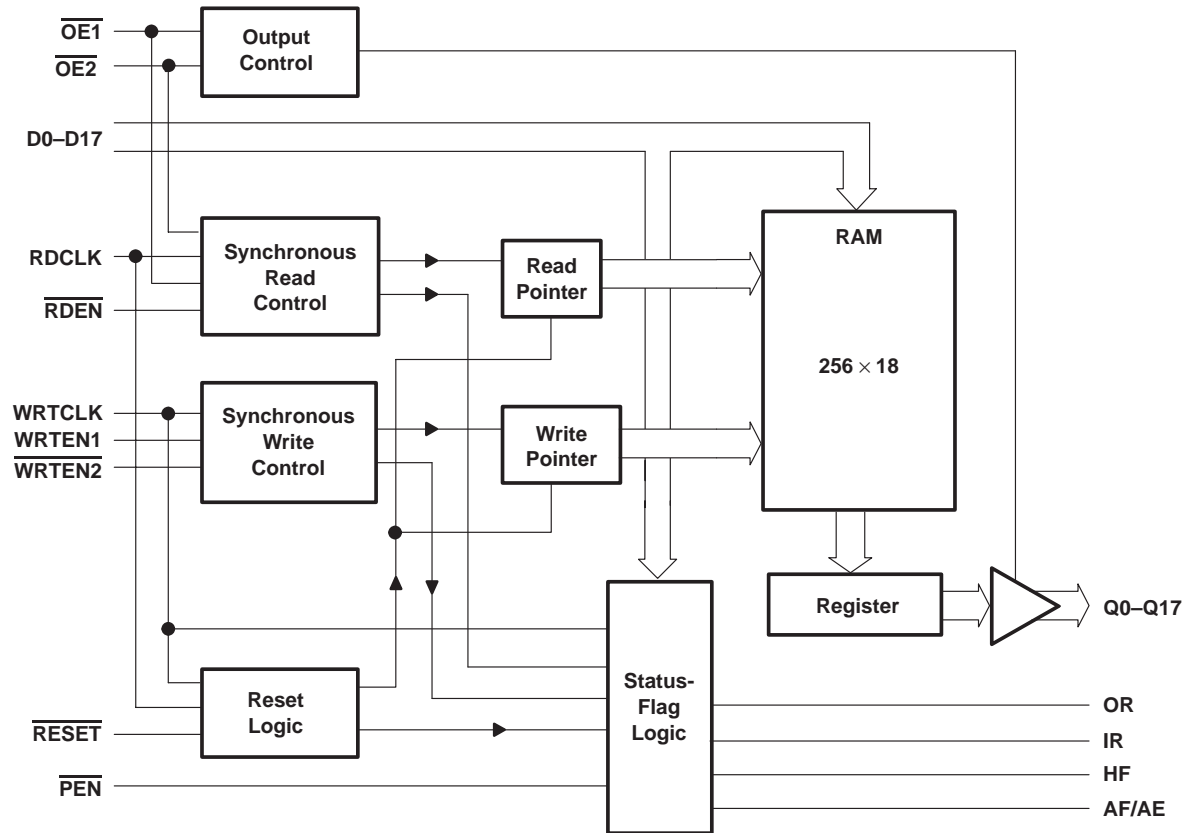 OE1
OE2
Output
Control
D0–D17
RDCLK
RDEN
Synchronous
Read
Control
Read
Pointer
RAM
256 × 18
WRTCLK
WRTEN1
WRTEN2
Synchronous
Write
Control
Write
Pointer
Register
Q0–Q17
Reset
Logic
RESET
PEN
Status-
Flag
Logic
OR
IR
HF
AF/AE